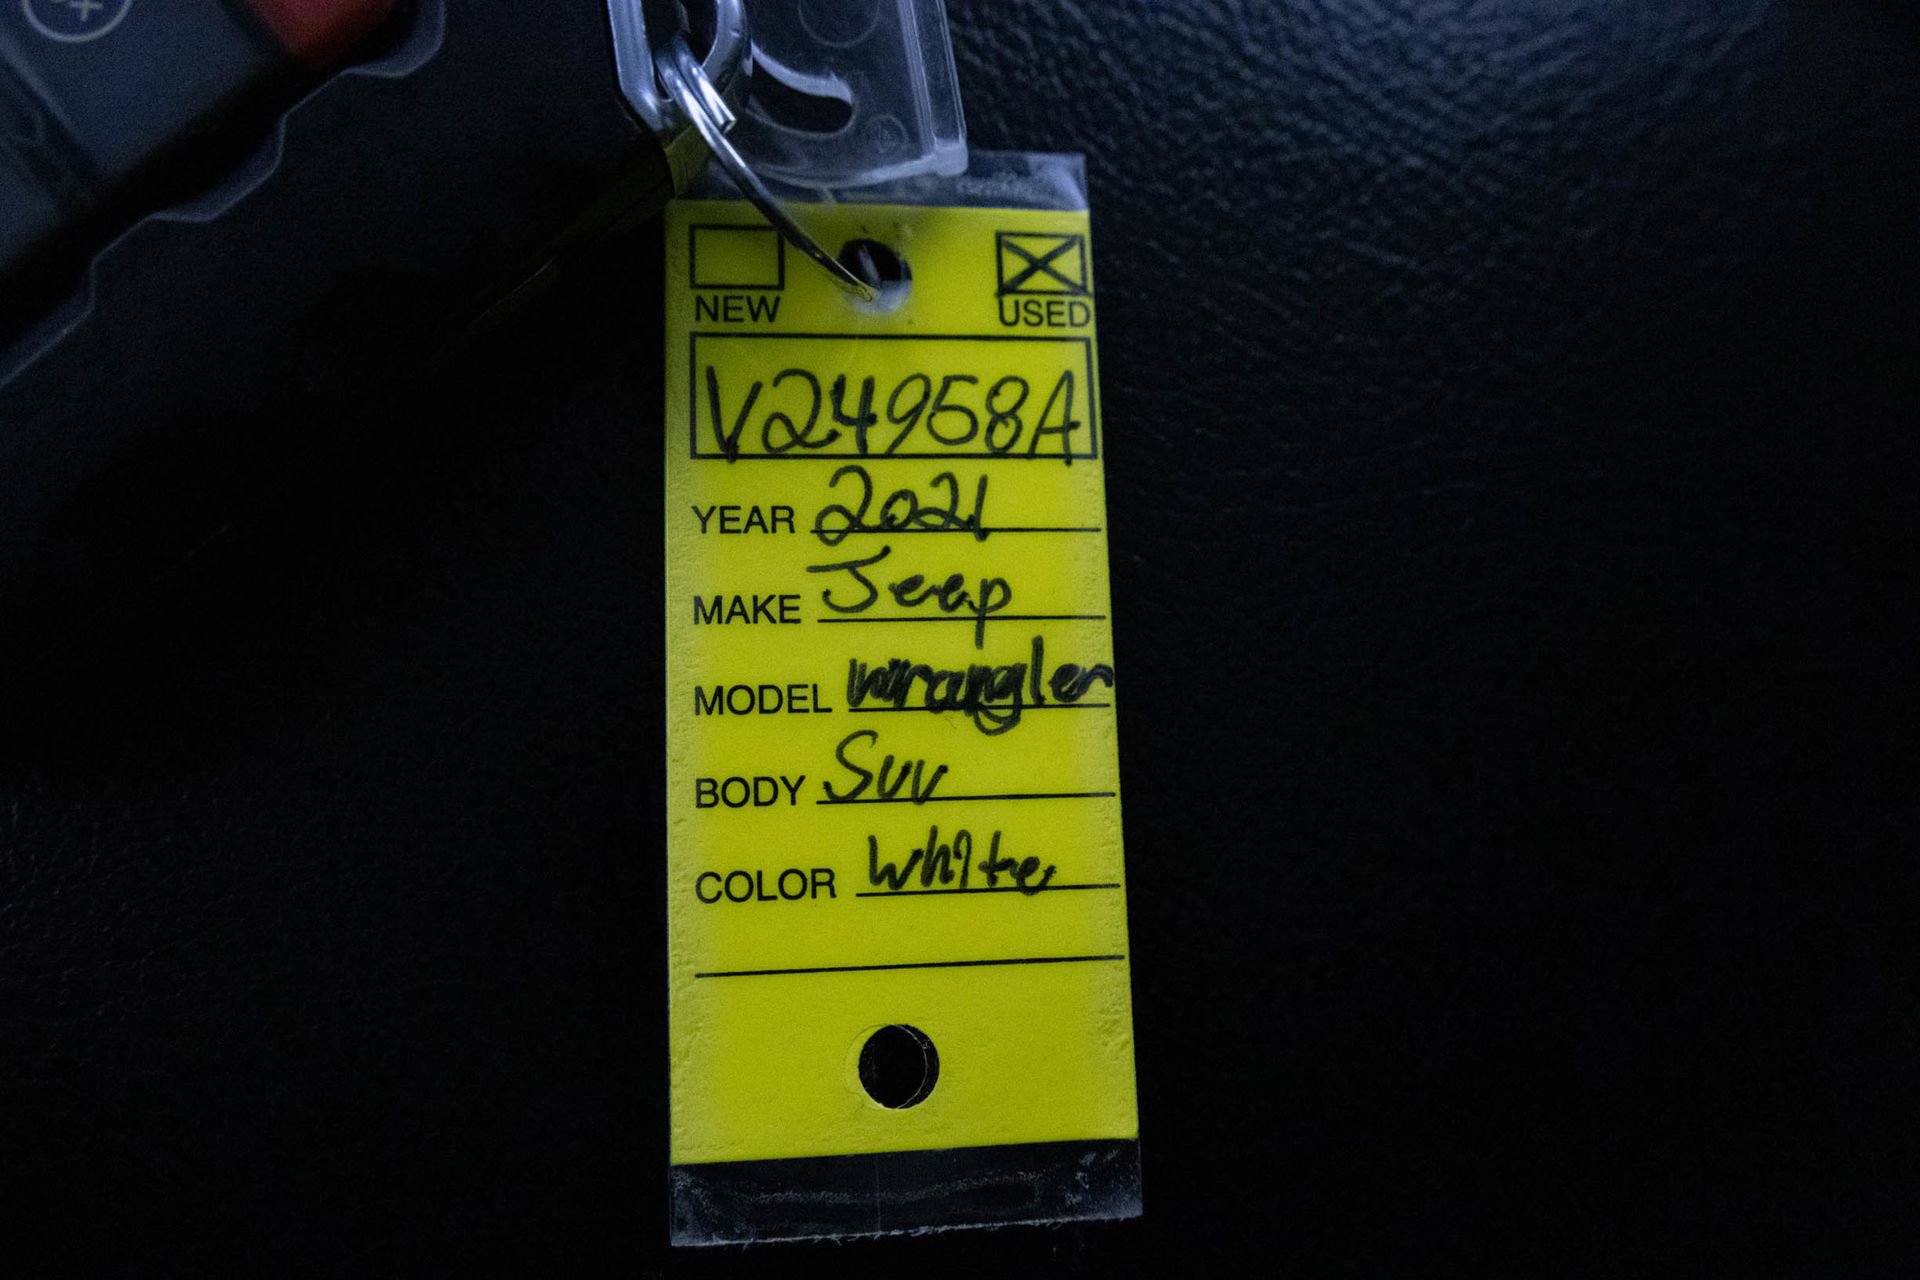 NEW USED
V24958A
YEAR 2021
MAKE Jeep
MODEL wrangler
BODY Suv
COLOR White